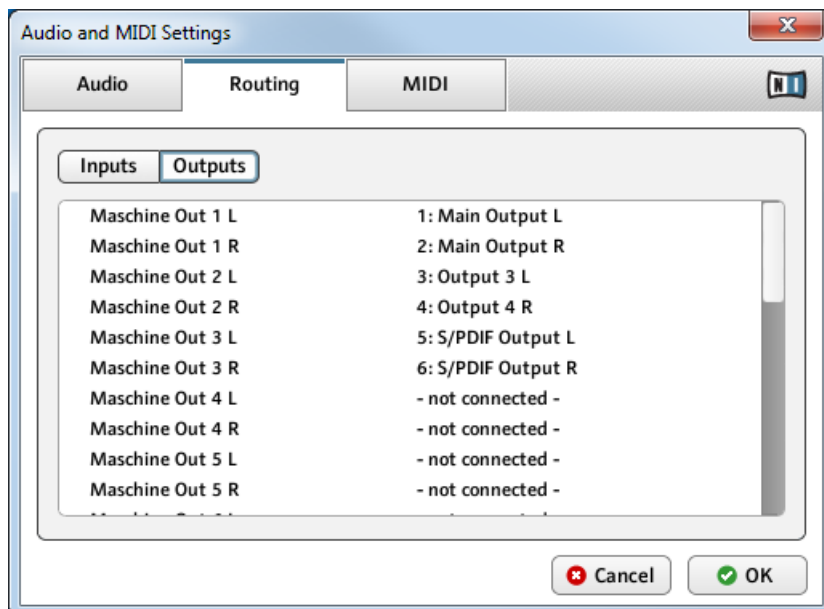 Audio and MIDI Settings
Audio Routing MIDI NI
Inputs Outputs
Maschine Out 1 L 1: Main Output L
Maschine Out 1 R 2: Main Output R
Maschine Out 2 L 3: Output 3 L
Maschine Out 2 R 4: Output 4 R
Maschine Out 3 L 5: S/PDIF Output L
Maschine Out 3 R 6: S/PDIF Output R
Maschine Out 4 L - not connected -
Maschine Out 4 R - not connected -
Maschine Out 5 L - not connected -
Maschine Out 5 R - not connected -
Cancel OK